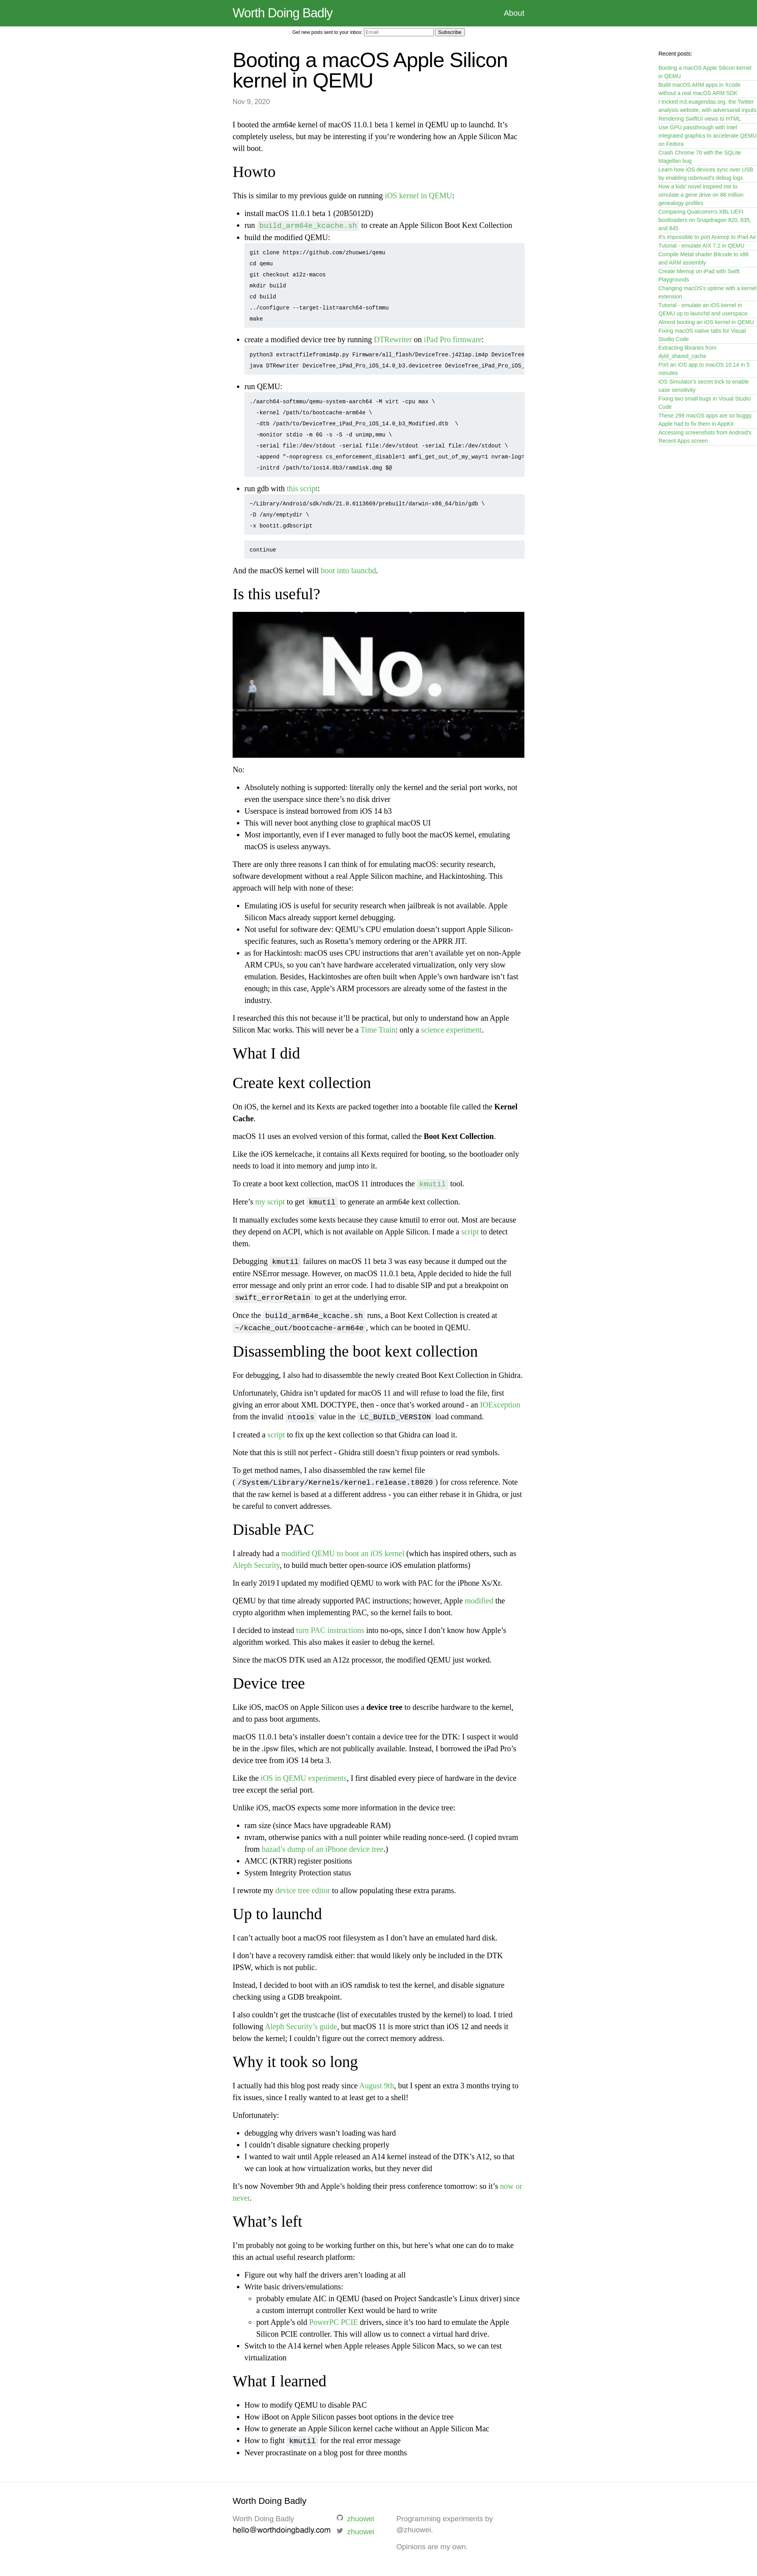 Worth Doing Badly
About
Get new posts sent to your inbox: Email Subscribe
Booting a macOS Apple Silicon
kernel in QEMU
Nov 9, 2020
I booted the arm64e kernel of macOS 11.0.1 beta 1 kernel in QEMU up to launchd. It’s
completely useless, but may be interesting if you’re wondering how an Apple Silicon Mac
will boot.
Howto
This is similar to my previous guide on running iOS kernel in QEMU:
install macOS 11.0.1 beta 1 (20B5012D)
run build_arm64e_kcache.sh to create an Apple Silicon Boot Kext Collection
build the modified QEMU:
git clone https://github.com/zhuowei/qemu
cd qemu
git checkout a12z-macos
mkdir build
cd build
../configure --target-list=aarch64-softmmu
make
create a modified device tree by running DTRewriter on iPad Pro firmware:
python3 extractfilefromim4p.py Firmware/all_flash/DeviceTree.j421ap.im4p DeviceTree
java DTRewriter DeviceTree_iPad_Pro_iOS_14.0_b3.devicetree DeviceTree_iPad_Pro_iOS_
run QEMU:
./aarch64-softmmu/qemu-system-aarch64 -M virt -cpu max \
-kernel /path/to/bootcache-arm64e \
-dtb /path/to/DeviceTree_iPad_Pro_iOS_14.0_b3_Modified.dtb \
-monitor stdio -m 6G -s -S -d unimp,mmu \
-serial file:/dev/stdout -serial file:/dev/stdout -serial file:/dev/stdout \
-append "-noprogress cs_enforcement_disable=1 amfi_get_out_of_my_way=1 nvram-log=
-initrd /path/to/ios14.0b3/ramdisk.dmg $@
run gdb with this script:
~/Library/Android/sdk/ndk/21.0.6113669/prebuilt/darwin-x86_64/bin/gdb \
-D /any/emptydir \
-x bootit.gdbscript
continue
And the macOS kernel will boot into launchd.
Is this useful?
No.
No:
Absolutely nothing is supported: literally only the kernel and the serial port works, not
even the userspace since there’s no disk driver
Userspace is instead borrowed from iOS 14 b3
This will never boot anything close to graphical macOS UI
Most importantly, even if I ever managed to fully boot the macOS kernel, emulating
macOS is useless anyways.
There are only three reasons I can think of for emulating macOS: security research,
software development without a real Apple Silicon machine, and Hackintoshing. This
approach will help with none of these:
Emulating iOS is useful for security research when jailbreak is not available. Apple
Silicon Macs already support kernel debugging.
Not useful for software dev: QEMU’s CPU emulation doesn’t support Apple Silicon-
specific features, such as Rosetta’s memory ordering or the APRR JIT.
as for Hackintosh: macOS uses CPU instructions that aren’t available yet on non-Apple
ARM CPUs, so you can’t have hardware accelerated virtualization, only very slow
emulation. Besides, Hackintoshes are often built when Apple’s own hardware isn’t fast
enough; in this case, Apple’s ARM processors are already some of the fastest in the
industry.
I researched this this not because it’ll be practical, but only to understand how an Apple
Silicon Mac works. This will never be a Time Train: only a science experiment.
What I did
Create kext collection
On iOS, the kernel and its Kexts are packed together into a bootable file called the Kernel
Cache.
macOS 11 uses an evolved version of this format, called the Boot Kext Collection.
Like the iOS kernelcache, it contains all Kexts required for booting, so the bootloader only
needs to load it into memory and jump into it.
To create a boot kext collection, macOS 11 introduces the kmutil tool.
Here’s my script to get kmutil to generate an arm64e kext collection.
It manually excludes some kexts because they cause kmutil to error out. Most are because
they depend on ACPI, which is not available on Apple Silicon. I made a script to detect
them.
Debugging kmutil failures on macOS 11 beta 3 was easy because it dumped out the
entire NSError message. However, on macOS 11.0.1 beta, Apple decided to hide the full
error message and only print an error code. I had to disable SIP and put a breakpoint on
swift_errorRetain to get at the underlying error.
Once the build_arm64e_kcache.sh runs, a Boot Kext Collection is created at
~/kcache_out/bootcache-arm64e, which can be booted in QEMU.
Disassembling the boot kext collection
For debugging, I also had to disassemble the newly created Boot Kext Collection in Ghidra.
Unfortunately, Ghidra isn’t updated for macOS 11 and will refuse to load the file, first
giving an error about XML DOCTYPE, then - once that’s worked around - an IOException
from the invalid ntools value in the LC_BUILD_VERSION load command.
I created a script to fix up the kext collection so that Ghidra can load it.
Note that this is still not perfect - Ghidra still doesn’t fixup pointers or read symbols.
To get method names, I also disassembled the raw kernel file
(/System/Library/Kernels/kernel.release.t8020) for cross reference. Note
that the raw kernel is based at a different address - you can either rebase it in Ghidra, or just
be careful to convert addresses.
Disable PAC
I already had a modified QEMU to boot an iOS kernel (which has inspired others, such as
Aleph Security, to build much better open-source iOS emulation platforms)
In early 2019 I updated my modified QEMU to work with PAC for the iPhone Xs/Xr.
QEMU by that time already supported PAC instructions; however, Apple modified the
crypto algorithm when implementing PAC, so the kernel fails to boot.
I decided to instead turn PAC instructions into no-ops, since I don’t know how Apple’s
algorithm worked. This also makes it easier to debug the kernel.
Since the macOS DTK used an A12z processor, the modified QEMU just worked.
Device tree
Like iOS, macOS on Apple Silicon uses a device tree to describe hardware to the kernel,
and to pass boot arguments.
macOS 11.0.1 beta’s installer doesn’t contain a device tree for the DTK: I suspect it would
be in the .ipsw files, which are not publically available. Instead, I borrowed the iPad Pro’s
device tree from iOS 14 beta 3.
Like the iOS in QEMU experiments, I first disabled every piece of hardware in the device
tree except the serial port.
Unlike iOS, macOS expects some more information in the device tree:
ram size (since Macs have upgradeable RAM)
nvram, otherwise panics with a null pointer while reading nonce-seed. (I copied nvram
from bazad’s dump of an iPhone device tree.)
AMCC (KTRR) register positions
System Integrity Protection status
I rewrote my device tree editor to allow populating these extra params.
Up to launchd
I can’t actually boot a macOS root filesystem as I don’t have an emulated hard disk.
I don’t have a recovery ramdisk either: that would likely only be included in the DTK
IPSW, which is not public.
Instead, I decided to boot with an iOS ramdisk to test the kernel, and disable signature
checking using a GDB breakpoint.
I also couldn’t get the trustcache (list of executables trusted by the kernel) to load. I tried
following Aleph Security’s guide, but macOS 11 is more strict than iOS 12 and needs it
below the kernel; I couldn’t figure out the correct memory address.
Why it took so long
I actually had this blog post ready since August 9th, but I spent an extra 3 months trying to
fix issues, since I really wanted to at least get to a shell!
Unfortunately:
debugging why drivers wasn’t loading was hard
I couldn’t disable signature checking properly
I wanted to wait until Apple released an A14 kernel instead of the DTK’s A12, so that
we can look at how virtualization works, but they never did
It’s now November 9th and Apple’s holding their press conference tomorrow: so it’s now or
never.
What’s left
I’m probably not going to be working further on this, but here’s what one can do to make
this an actual useful research platform:
Figure out why half the drivers aren’t loading at all
Write basic drivers/emulations:
probably emulate AIC in QEMU (based on Project Sandcastle’s Linux driver) since
a custom interrupt controller Kext would be hard to write
port Apple’s old PowerPC PCIE drivers, since it’s too hard to emulate the Apple
Silicon PCIE controller. This will allow us to connect a virtual hard drive.
Switch to the A14 kernel when Apple releases Apple Silicon Macs, so we can test
virtualization
What I learned
How to modify QEMU to disable PAC
How iBoot on Apple Silicon passes boot options in the device tree
How to generate an Apple Silicon kernel cache without an Apple Silicon Mac
How to fight kmutil for the real error message
Never procrastinate on a blog post for three months
Recent posts:
Booting a macOS Apple Silicon kernel
in QEMU
Build macOS ARM apps in Xcode
without a real macOS ARM SDK
I tricked m3.euagendas.org, the Twitter
analysis website, with adversarial inputs
Rendering SwiftUI views to HTML
Use GPU passthrough with Intel
integrated graphics to accelerate QEMU
on Fedora
Crash Chrome 70 with the SQLite
Magellan bug
Learn how iOS devices sync over USB
by enabling usbmuxd's debug logs
How a kids' novel inspired me to
simulate a gene drive on 86 million
genealogy profiles
Comparing Qualcomm's XBL UEFI
bootloaders on Snapdragon 820, 835,
and 845
It's impossible to port Animoji to iPad Air
Tutorial - emulate AIX 7.2 in QEMU
Compile Metal shader Bitcode to x86
and ARM assembly
Create Memoji on iPad with Swift
Playgrounds
Changing macOS's uptime with a kernel
extension
Tutorial - emulate an iOS kernel in
QEMU up to launchd and userspace
Almost booting an iOS kernel in QEMU
Fixing macOS native tabs for Visual
Studio Code
Extracting libraries from
dyld_shared_cache
Port an iOS app to macOS 10.14 in 5
minutes
iOS Simulator's secret trick to enable
case sensitivity
Fixing two small bugs in Visual Studio
Code
These 299 macOS apps are so buggy,
Apple had to fix them in AppKit
Accessing screenshots from Android's
Recent Apps screen
Worth Doing Badly
Worth Doing Badly
hello@worthdoingbadly.com
zhuowei
zhuowei
Programming experiments by
@zhuowei.
Opinions are my own.